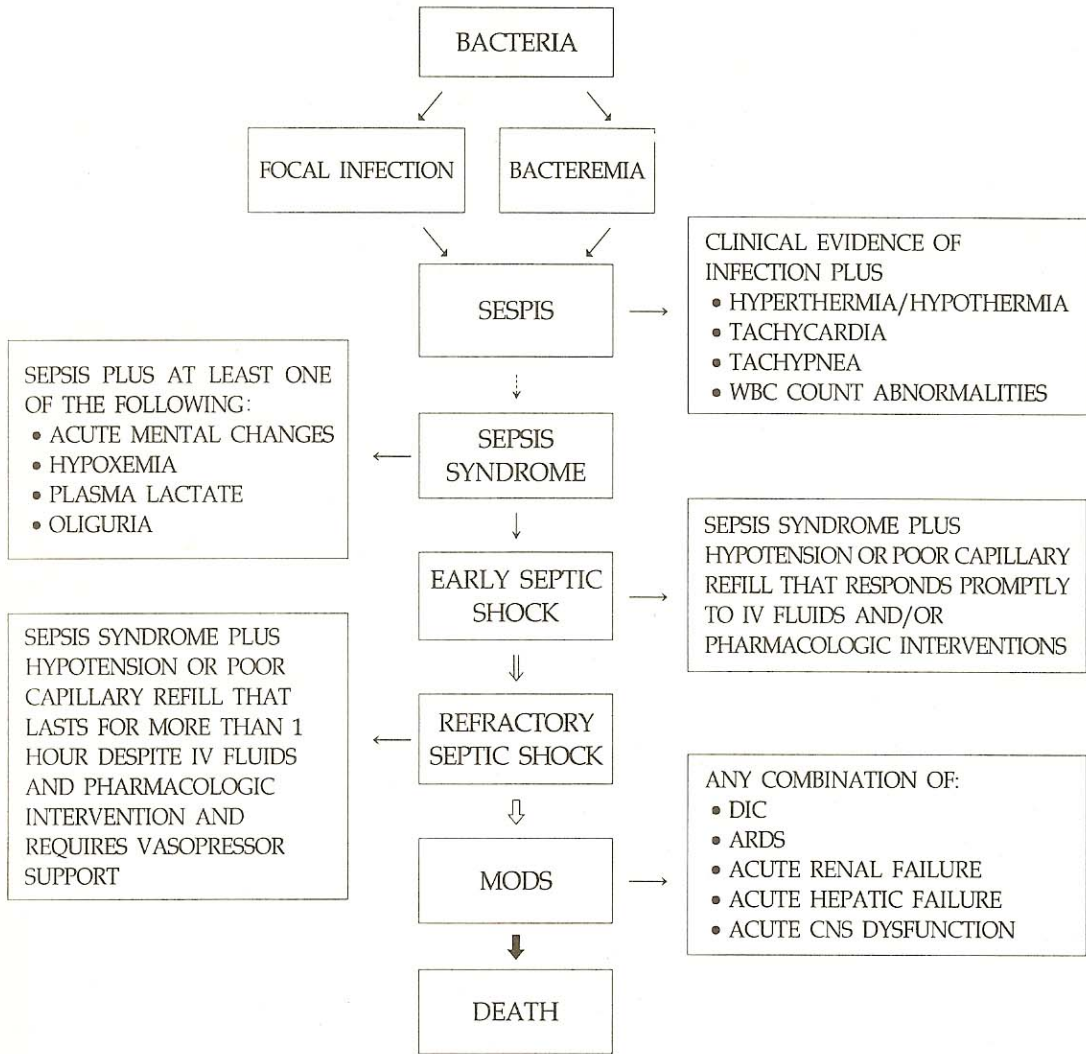 BACTERIA
FOCAL INFECTION
BACTEREMIA
SESPIS
CLINICAL EVIDENCE OF
INFECTION PLUS
• HYPERTHERMIA/HYPOTHERMIA
• TACHYCARDIA
• TACHYPNEA
• WBC COUNT ABNORMALITIES
SEPSIS PLUS AT LEAST ONE
OF THE FOLLOWING:
• ACUTE MENTAL CHANGES
• HYPOXEMIA
• PLASMA LACTATE
• OLIGURIA
SEPSIS
SYNDROME
EARLY SEPTIC
SHOCK
SEPSIS SYNDROME PLUS
HYPOTENSION OR POOR CAPILLARY
REFILL THAT RESPONDS PROMPTLY
TO IV FLUIDS AND/OR
PHARMACOLOGIC INTERVENTIONS
SEPSIS SYNDROME PLUS
HYPOTENSION OR POOR
CAPILLARY REFILL THAT
LASTS FOR MORE THAN 1
HOUR DESPITE IV FLUIDS
AND PHARMACOLOGIC
INTERVENTION AND
REQUIRES VASOPRESSOR
SUPPORT
REFRACTORY
SEPTIC SHOCK
MODS
ANY COMBINATION OF:
• DIC
• ARDS
• ACUTE RENAL FAILURE
• ACUTE HEPATIC FAILURE
• ACUTE CNS DYSFUNCTION
DEATH